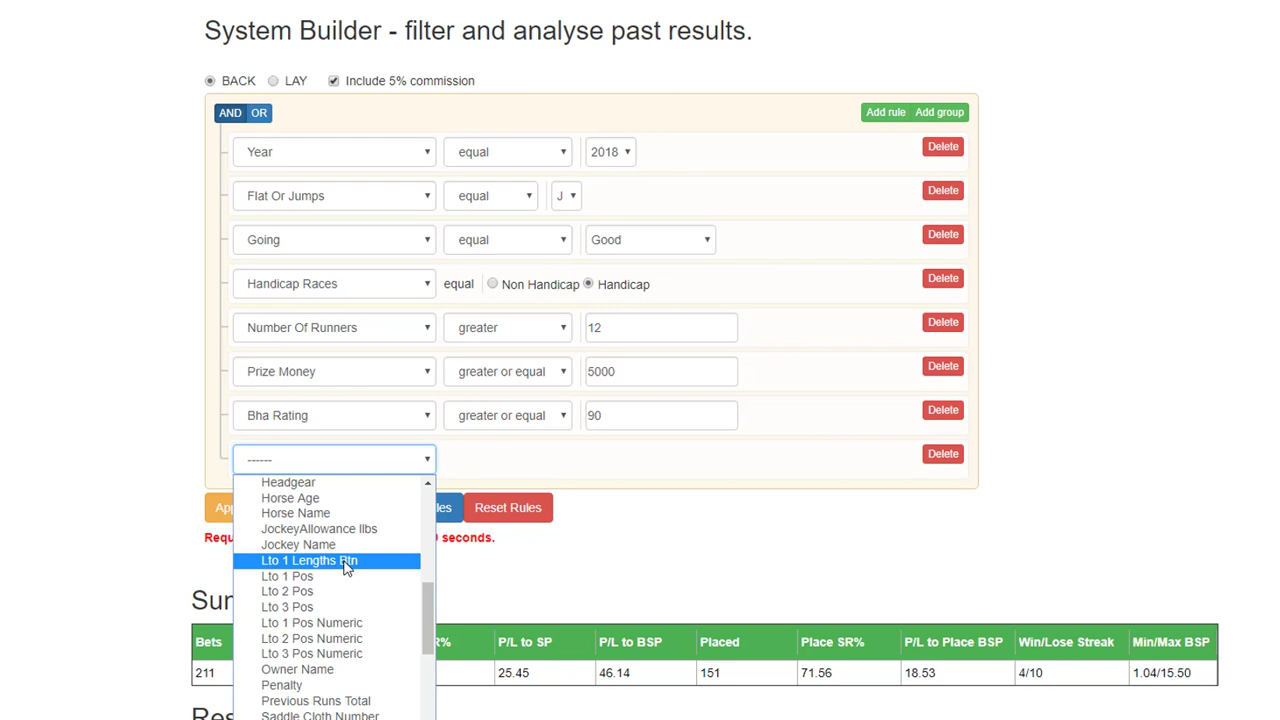 System Builder - filter and analyse past results.
BACK LAY Include 5% commission
AND OR Add rule Add group
Year equal 2018 Delete
Flat Or Jumps equal J Delete
Going equal Good Delete
Handicap Races equal Non Handicap Handicap Delete
Number Of Runners greater 12 Delete
Prize Money greater or equal 5000 Delete
Bha Rating greater or equal 90 Delete
------ Delete
Headgear
Horse Age
Horse Name
JockeyAllowance llbs
Jockey Name
Lto 1 Lengths Btn
Lto 1 Pos
Lto 2 Pos
Lto 3 Pos
Lto 1 Pos Numeric
Lto 2 Pos Numeric
Lto 3 Pos Numeric
Owner Name
Penalty
Previous Runs Total
Saddle Cloth Number
Reset Rules
seconds.
Bets P/L to SP P/L to BSP Placed Place SR% P/L to Place BSP Win/Lose Streak Min/Max BSP
211 25.45 46.14 151 71.56 18.53 4/10 1.04/15.50